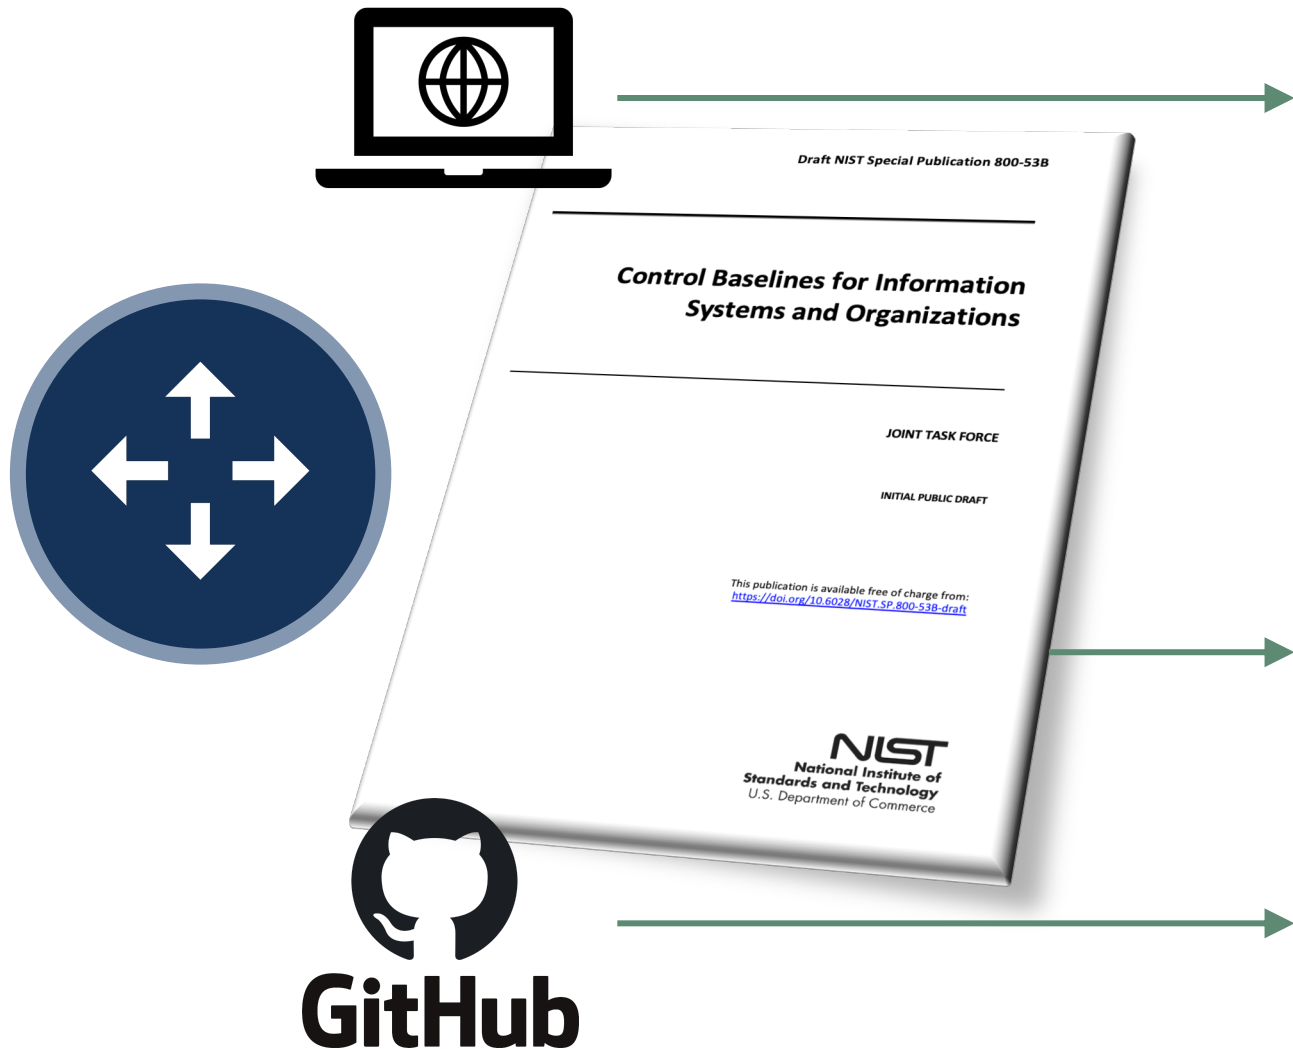 Draft NIST Special Publication 800-53B
Control Baselines for Information
Systems and Organizations
JOINT TASK FORCE
INITIAL PUBLIC DRAFT
This publication is available free of charge from:
https://doi.org/10.6028/NIST.SP.800-53B-draft
NIST
National Institute of
Standards and Technology
U.S. Department of Commerce
GitHub